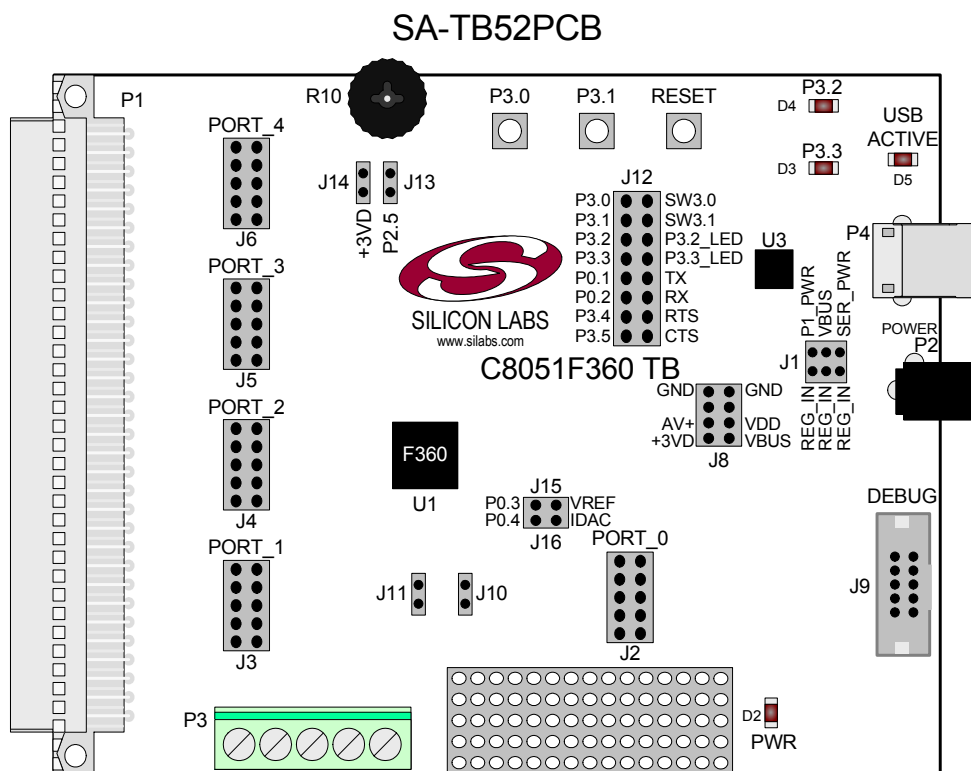 SA-TB52PCB
P1
R10
P3.0
P3.1
RESET
D4
P3.2
USB
ACTIVE
D5
D3
P3.3
PORT_4
J6
J14
J13
+3VD
P2.5
J12
P3.0 SW3.0
P3.1 SW3.1
P3.2 P3.2_LED
P3.3 P3.3_LED
P0.1 TX
P0.2 RX
P3.4 RTS
P3.5 CTS
U3
P4
PORT_3
J5
SILICON LABS
www.silabs.com
C8051F360 TB
P1_PWR
VBUS
SER_PWR
J1
REG_IN
REG_IN
REG_IN
POWER
P2
GND GND
AV+ VDD
+3VD VBUS
J8
PORT_2
J4
F360
U1
J15
P0.3 VREF
P0.4 IDAC
J16
DEBUG
J9
PORT_1
J3
J11
J10
PORT_0
J2
P3
D2
PWR